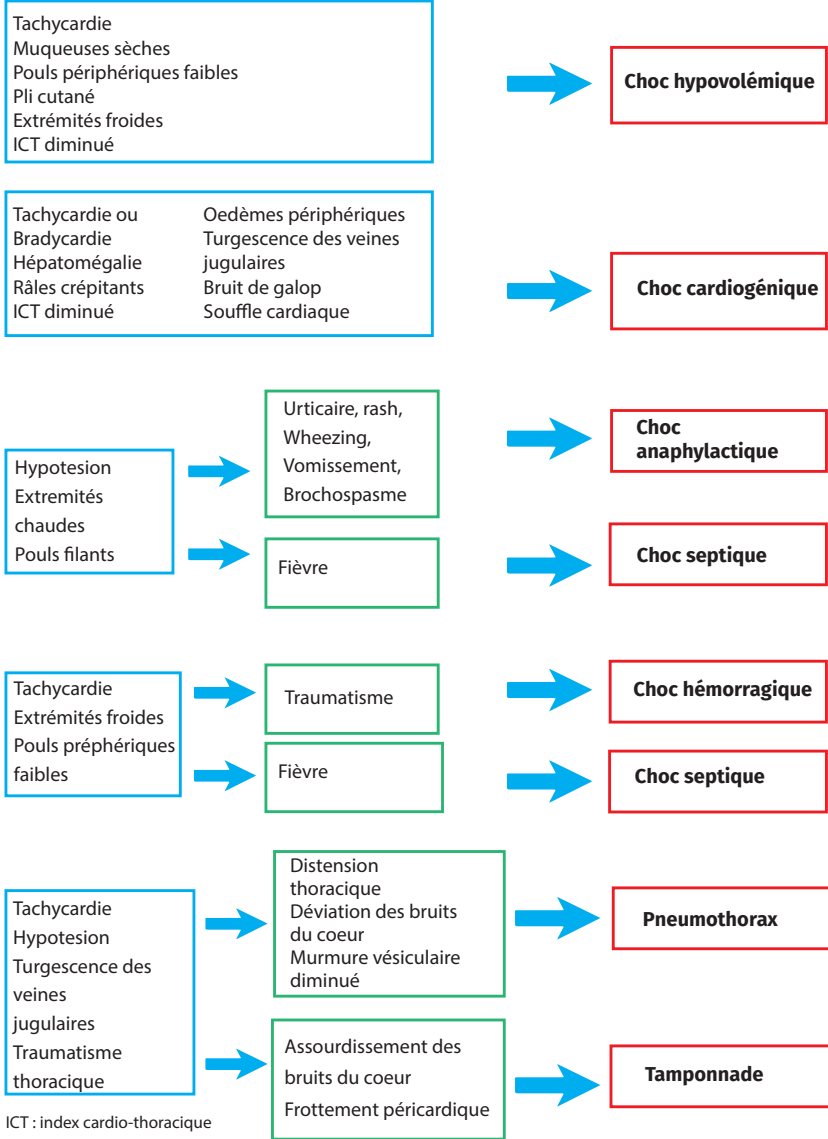 Tachycardie
Muqueuses sèches
Pouls périphériques faibles
Pli cutané
Extrémités froides
ICT diminué
Choc hypovolémique
Tachycardie ou
Bradycardie
Hépatomégalie
Râles crépitants
ICT diminué
Oedèmes périphériques
Turgescence des veines
jugulaires
Bruit de galop
Souffle cardiaque
Choc cardiogénique
Hypotesion
Extremités
chaudes
Pouls filants
Urticaire, rash,
Wheezing,
Vomissement,
Brochospasme
Choc
anaphylactique
Fièvre
Choc septique
Tachycardie
Extrémités froides
Pouls préphériques
faibles
Traumatisme
Choc hémorragique
Fièvre
Choc septique
Tachycardie
Hypotesion
Turgescence des
veines
jugulaires
Traumatisme
thoracique
Distension
thoracique
Déviation des bruits
du coeur
Murmure vésiculaire
diminué
Pneumothorax
Assourdissement des
bruits du coeur
Frottement péricardique
Tamponnade
ICT : index cardio-thoracique